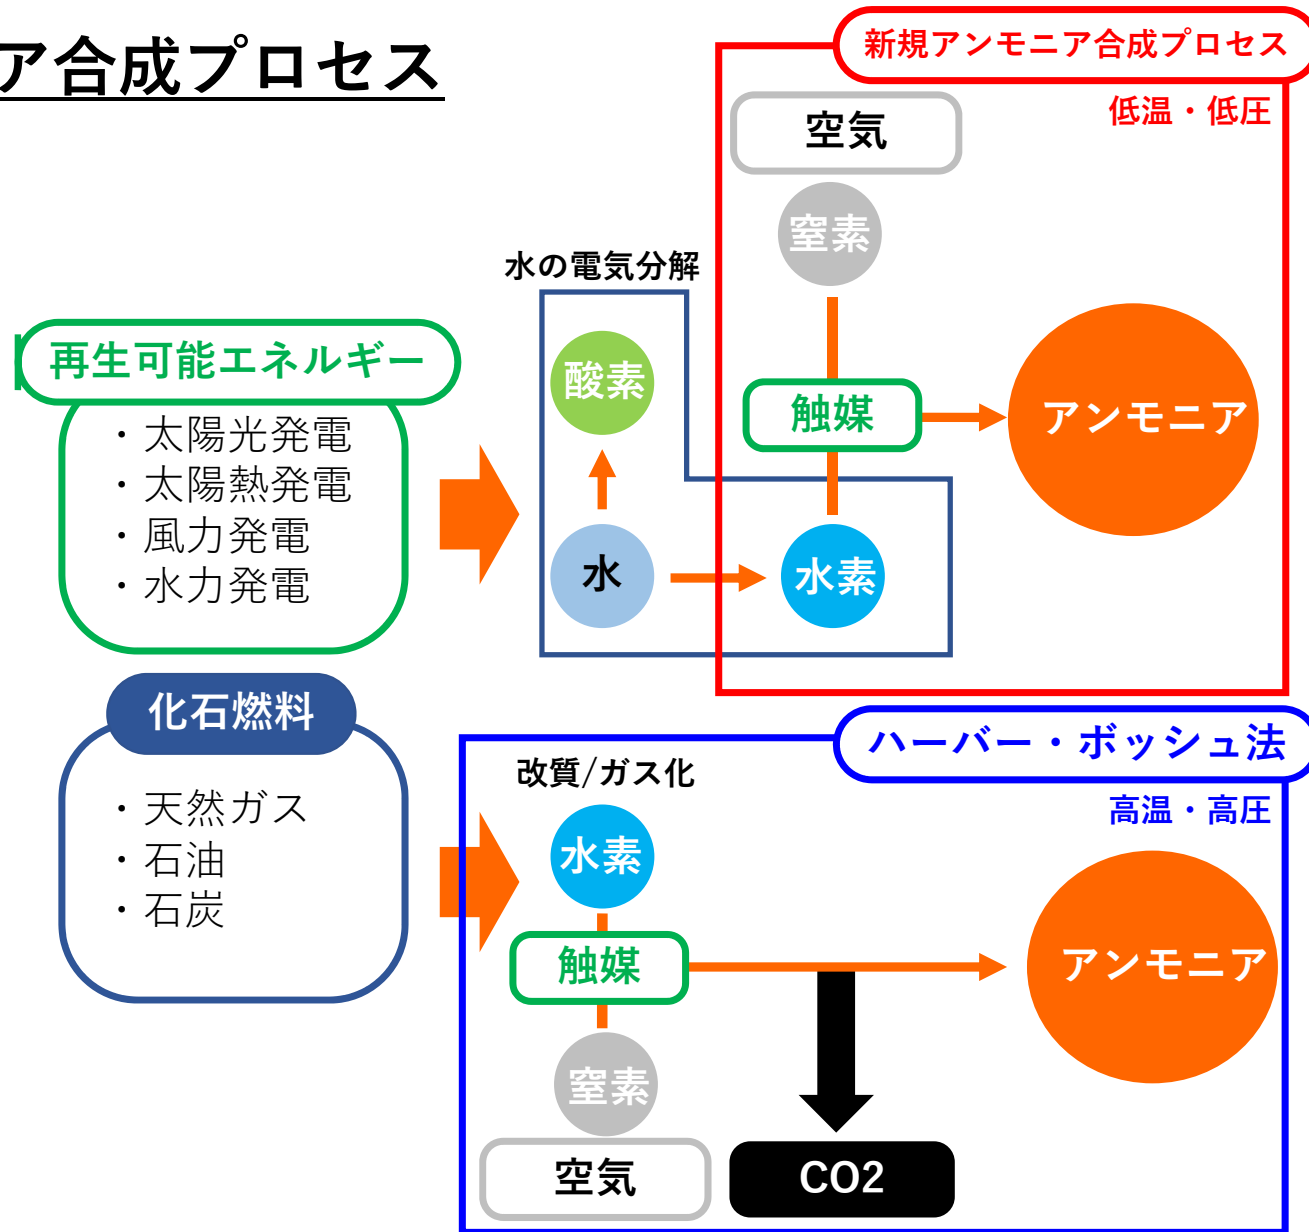 ア合成プロセス
新規アンモニア合成プロセス
低温・低圧
空気
窒素
水の電気分解
再生可能エネルギー
・太陽光発電
・太陽熱発電
・風力発電
・水力発電
酸素
触媒
アンモニア
水
水素
化石燃料
・天然ガス
・石油
・石炭
ハーバー・ボッシュ法
高温・高圧
改質/ガス化
水素
触媒
アンモニア
窒素
空気
CO2